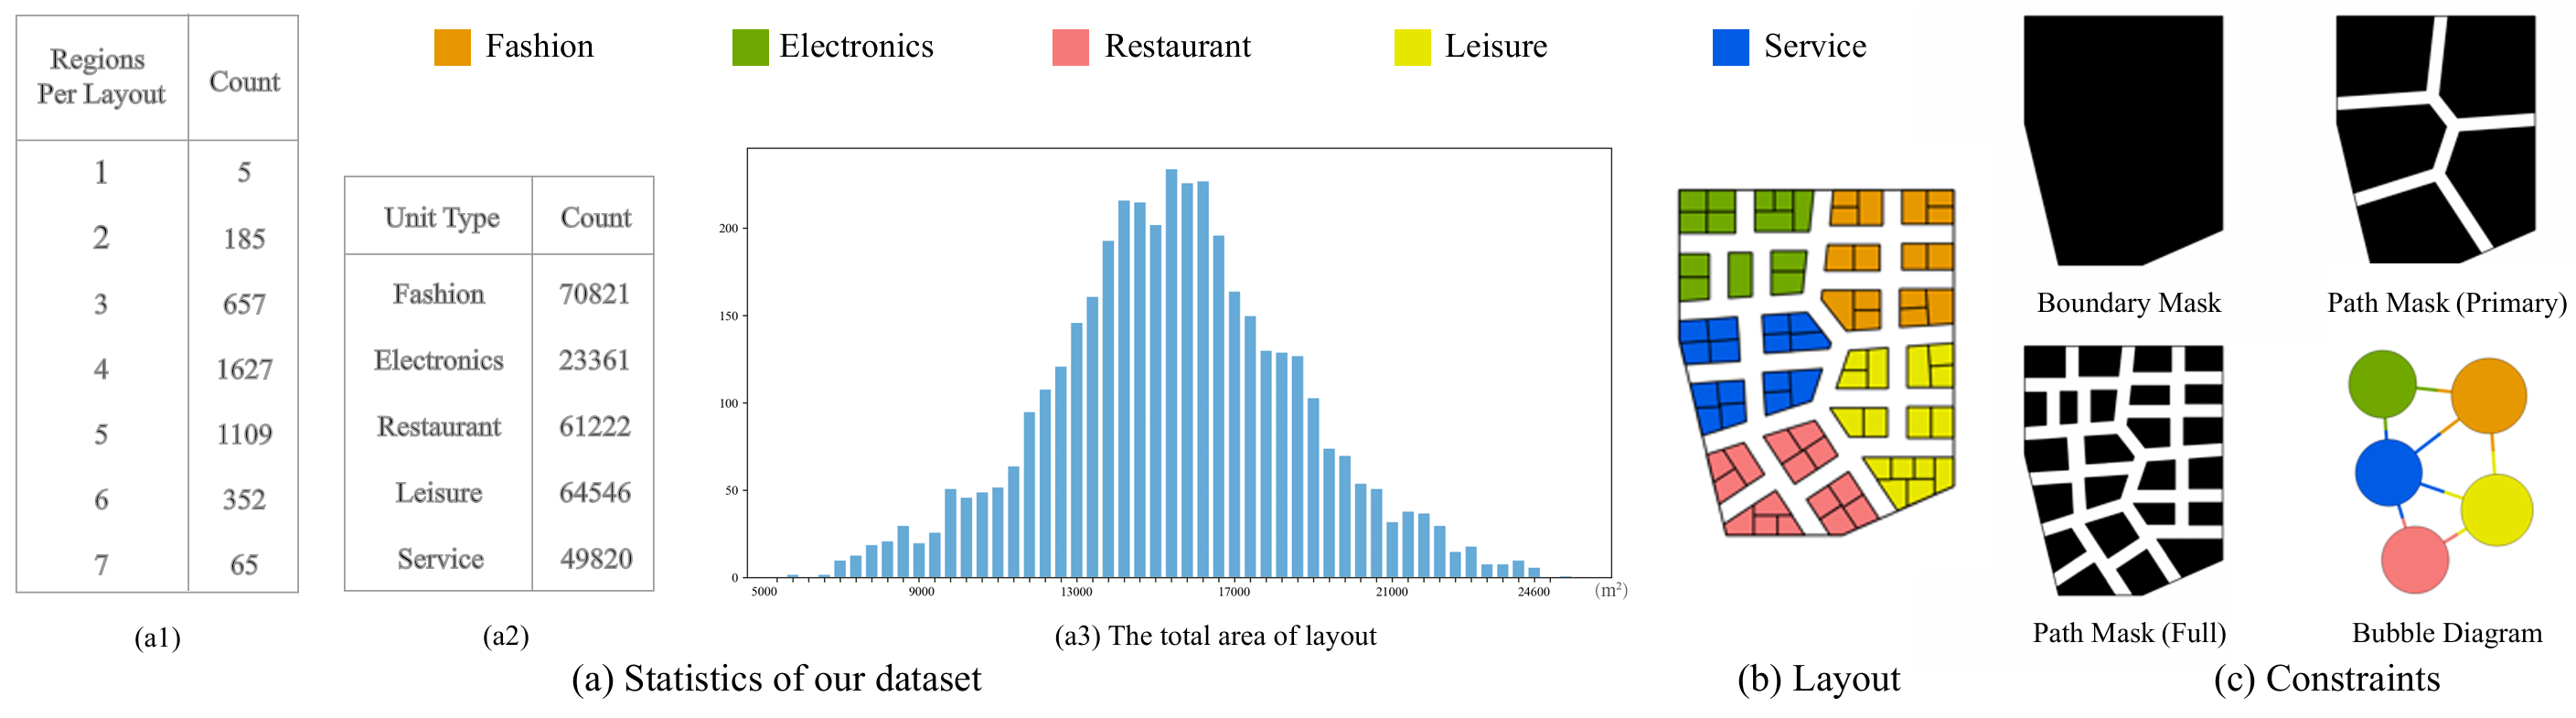 Regions
Per Layout
Count
1 5
2 185
3 657
4 1627
5 1109
6 352
7 65
(a1)
Unit Type Count
Fashion 70821
Electronics 23361
Restaurant 61222
Leisure 64546
Service 49820
(a2)
Fashion Electronics Restaurant Leisure Service
200
150
100
50
0
5000 9000 13000 17000 21000 24600 (m²)
(a3) The total area of layout
(a) Statistics of our dataset
(b) Layout
Boundary Mask
Path Mask (Primary)
Path Mask (Full)
Bubble Diagram
(c) Constraints